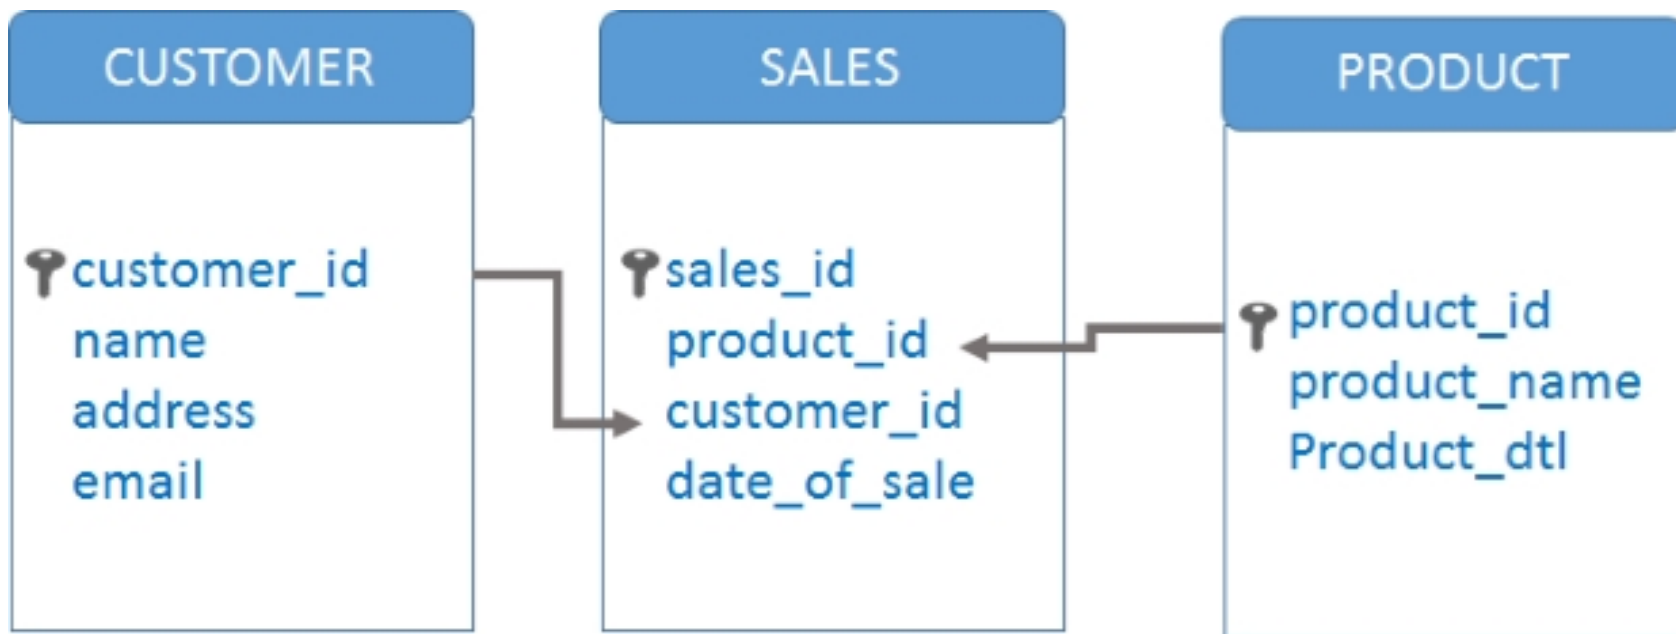 CUSTOMER
customer_id
name
address
email
SALES
sales_id
product_id
customer_id
date_of_sale
PRODUCT
product_id
product_name
Product_dtl